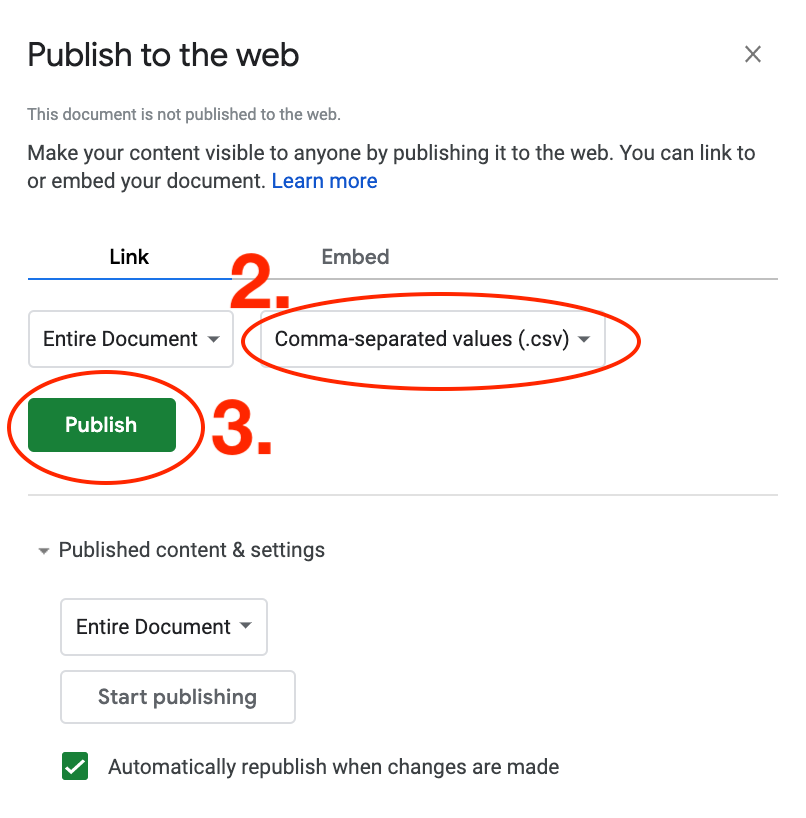 Publish to the web
This document is not published to the web.
Make your content visible to anyone by publishing it to the web. You can link to
or embed your document. Learn more
Link Embed
2.
Entire Document Comma-separated values (.csv)
Publish 3.
Published content & settings
Entire Document
Start publishing
Automatically republish when changes are made